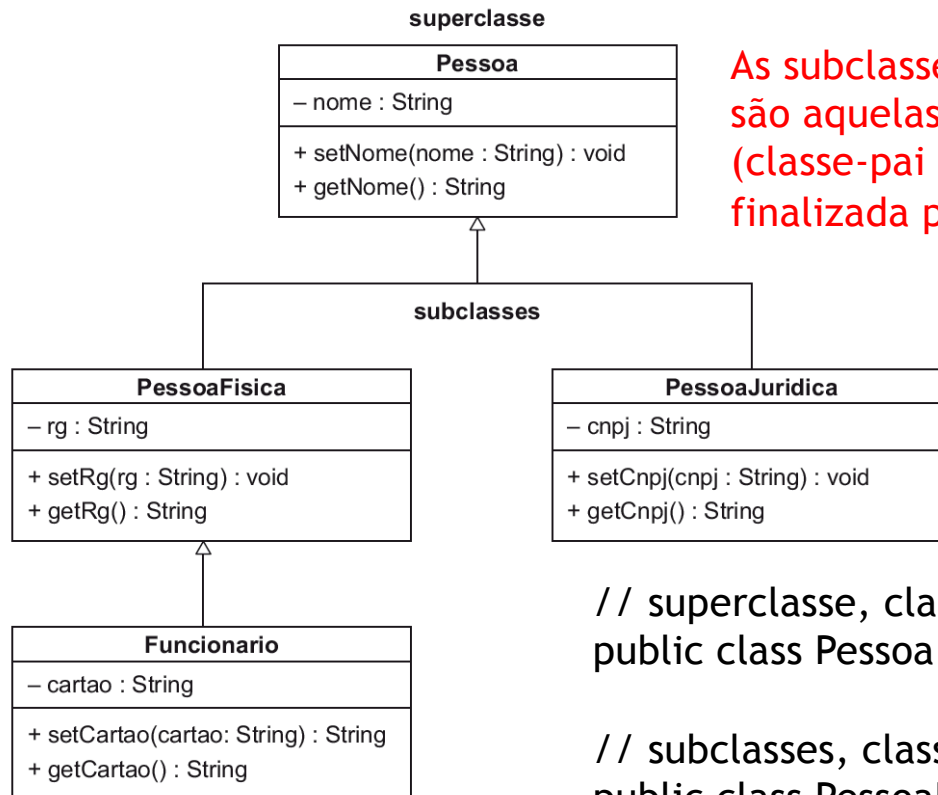 superclasse
Pessoa
– nome : String
+ setNome(nome : String) : void
+ getNome() : String
As
são aquelas
(classe-pai
finalizada
subclasses
PessoaFisica
– rg : String
+ setRg(rg : String) : void
+ getRg() : String
PessoaJuridica
– cnpj : String
+ setCnpj(cnpj : String) : void
+ getCnpj() : String
Funcionario
– cartao : String
+ setCartao(cartao: String) : String
+ getCartao() : String
// superclasse,
public class Pessoa
// subclasses,
public class